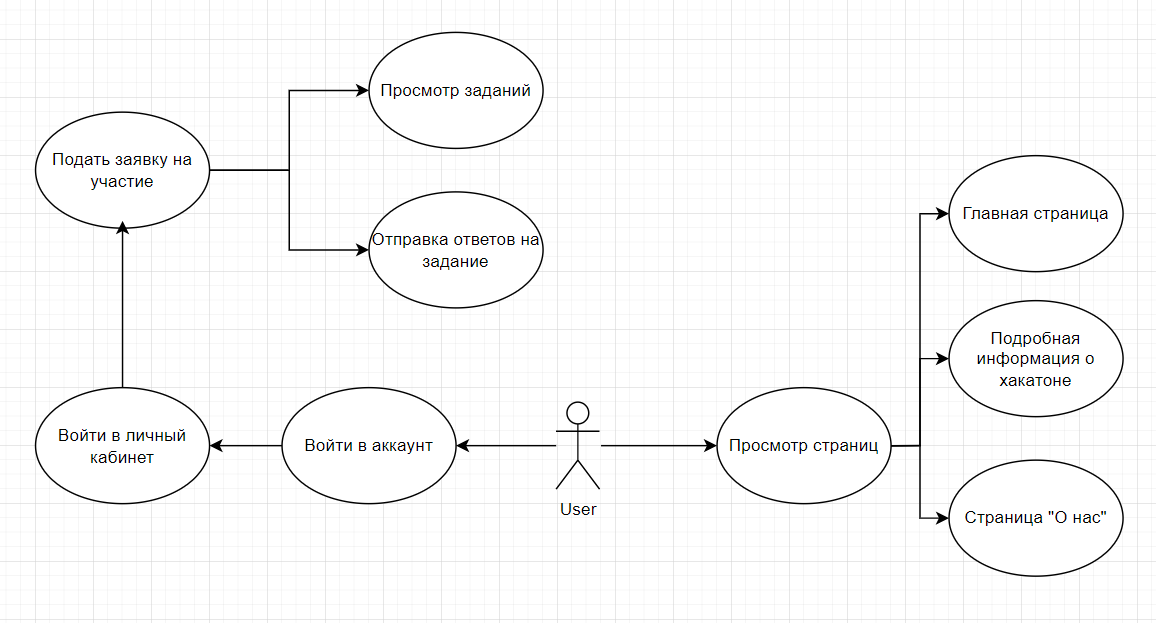 Просмотр заданий
Подать заявку на
участие
Отправка ответов на
задание
Главная страница
Подробная
информация о
хакатоне
Войти в личный
кабинет
Войти в аккаунт
User
Просмотр страниц
Страница "О нас"